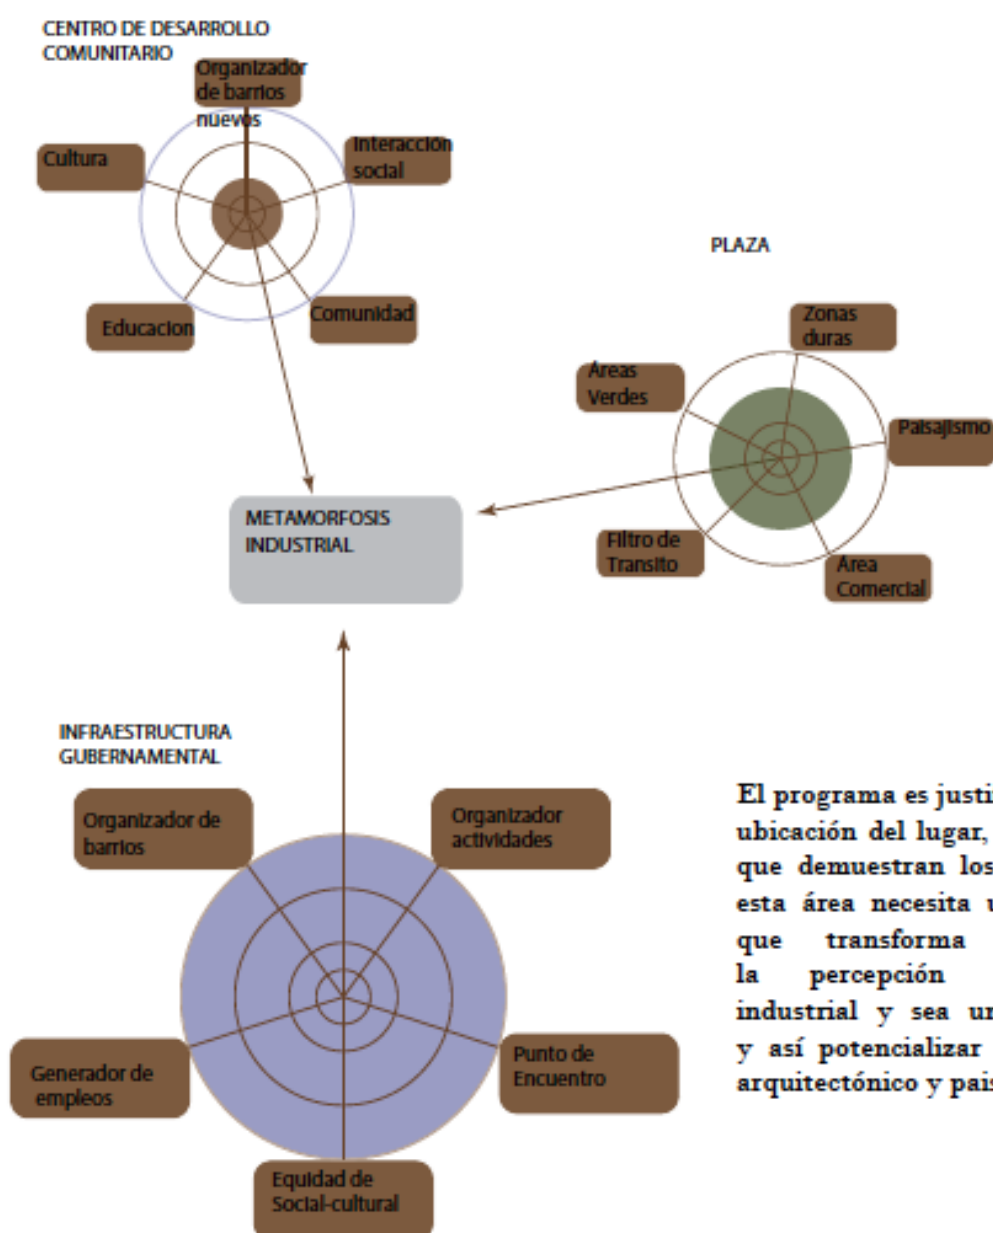 CENTRO DE DESARROLLO
COMUNITARIO
Organizador
de barrios
nuevos
Cultura
Interacción
social
Educacion
Comunidad
PLAZA
Zonas
duras
Áreas
Verdes
Paisajismo
Filtro de
Transito
Área
Comercial
METAMORFOSIS
INDUSTRIAL
INFRAESTRUCTURA
GUBERNAMENTAL
Organizador de
barrios
Organizador
actividades
Generador de
empleos
Punto de
Encuentro
Equidad de
Social-cultural
El programa es justi
ubicación del lugar,
que demuestran los
esta área necesita u
que transforma
la percepción
industrial y sea un
y así potencializar
arquitectónico y pais